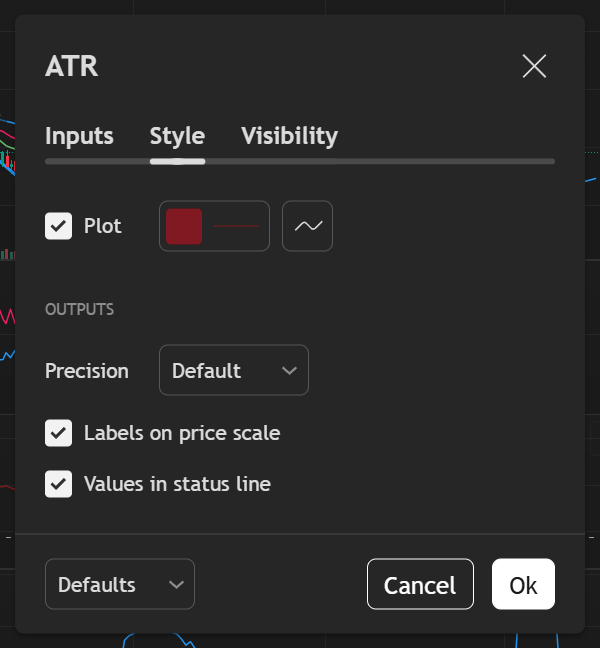 ATR
Inputs Style Visibility
Plot
OUTPUTS
Precision Default
Labels on price scale
Values in status line
Defaults Cancel Ok